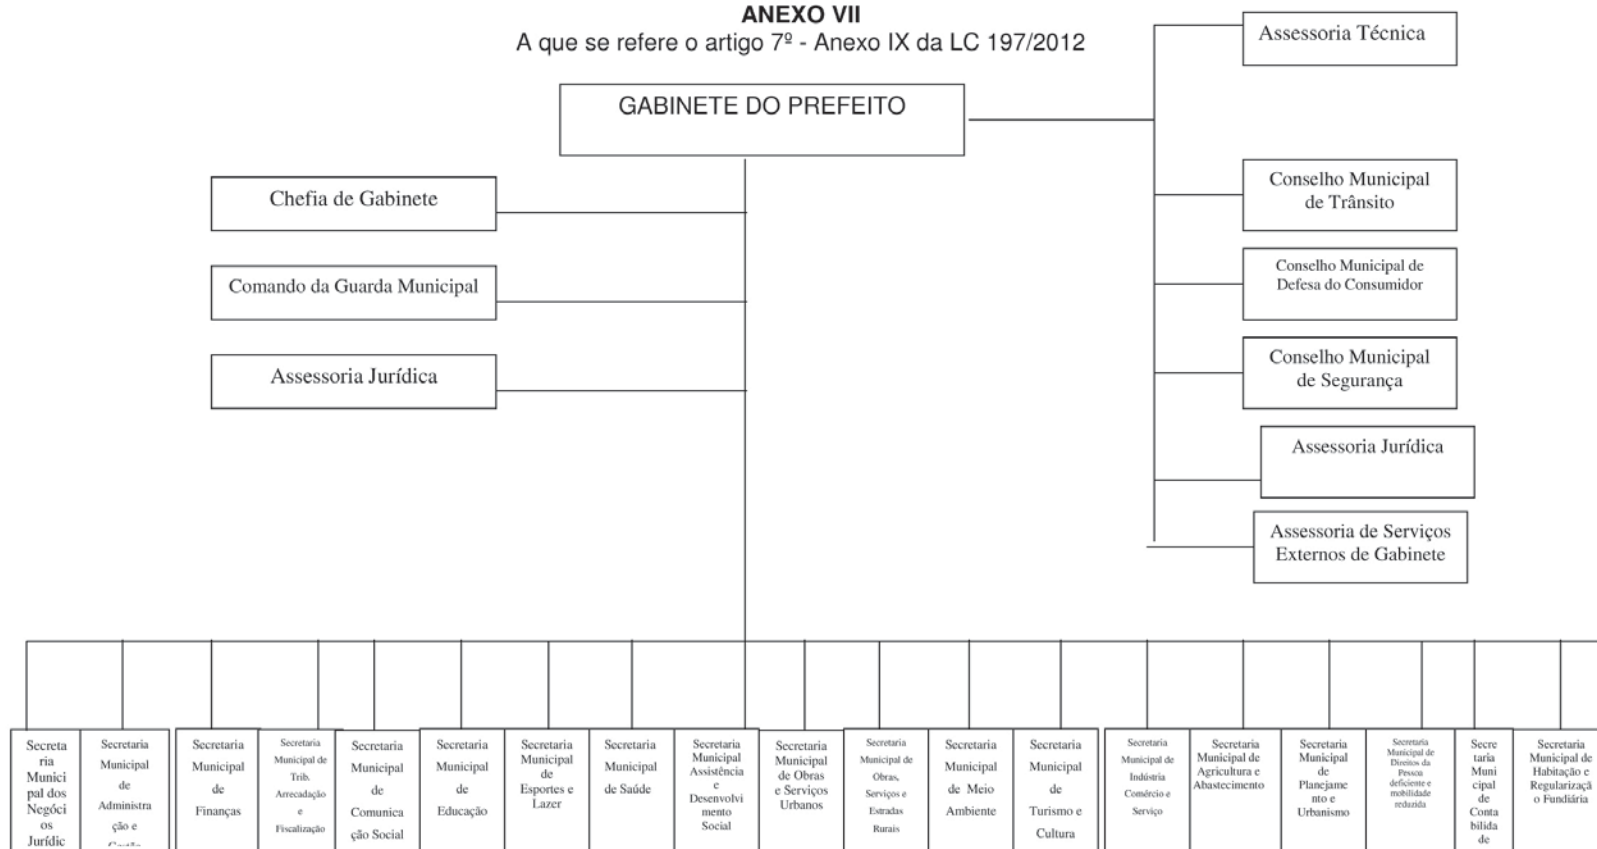 ANEXO VII
A que se refere o artigo 7º - Anexo IX da LC 197/2012
GABINETE DO PREFEITO
Assessoria Técnica
Chefia de Gabinete
Comando da Guarda Municipal
Assessoria Jurídica
Conselho Municipal
de Trânsito
Conselho Municipal de
Defesa do Consumidor
Conselho Municipal
de Segurança
Assessoria Jurídica
Assessoria de Serviços
Externos de Gabinete
Secreta
ria
Munici
pal dos
Negóci
os
Jurídic
Secretaria
Municipal
de
Administra
ção e
Secretaria
Municipal
de
Finanças
Secretaria
Municipal de
Trib.
Arrecadação
e
Fiscalização
Secretaria
Municipal
de
Comunica
ção Social
Secretaria
Municipal
de
Educação
Secretaria
Municipal
de
Esportes e
Lazer
Secretaria
Municipal
de Saúde
Secretaria
Municipal
Assistência
e
Desenvolvi
mento
Social
Secretaria
Municipal
de Obras
e Serviços
Urbanos
Secretaria
Municipal de
Obras,
Serviços e
Estradas
Rurais
Secretaria
Municipal
de Meio
Ambiente
Secretaria
Municipal
de
Turismo e
Cultura
Secretaria
Municipal de
Indústria
Comércio e
Serviço
Secretaria
Municipal de
Agricultura e
Abastecimento
Secretaria
Municipal
de
Planejame
nto e
Urbanismo
Secretaria
Municipal de
Direitos da
Pessoa
deficiente e
mobilidade
reduzida
Secre
taria
Muni
cipal
de
Conta
bilida
de
Secretaria
Municipal de
Habitação e
Regularizaçã
o Fundiária